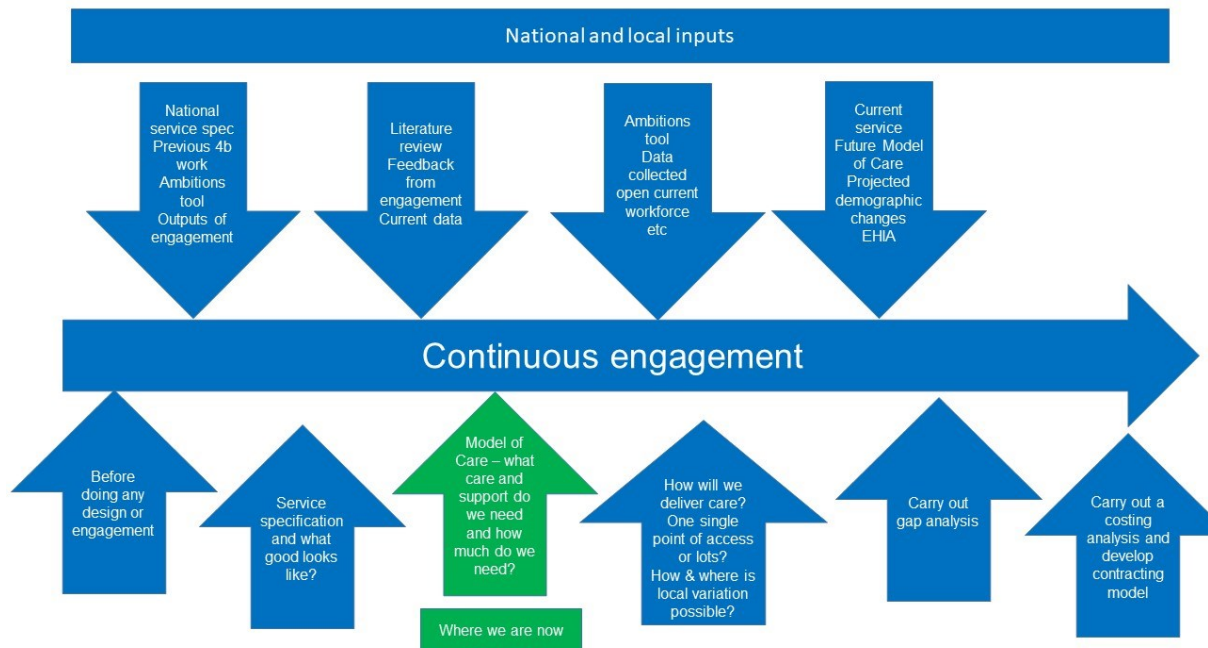 National and local inputs
National
service spec
Previous 4b
work
Ambitions
tool
Outputs of
engagement
Literature
review
Feedback
from
engagement
Current data
Ambitions
tool
Data
collected
open current
workforce
etc
Current
service
Future Model
of Care
Projected
demographic
changes
EHIA
Continuous engagement
Before
doing any
design or
engagement
Service
specification
and what
good looks
like?
Model of
Care – what
care and
support do
we need
and how
much do we
need?
Where we are now
How will we
deliver care?
One single
point of access
or lots?
How & where is
local variation
possible?
Carry out
gap analysis
Carry out a
costing
analysis and
develop
contracting
model